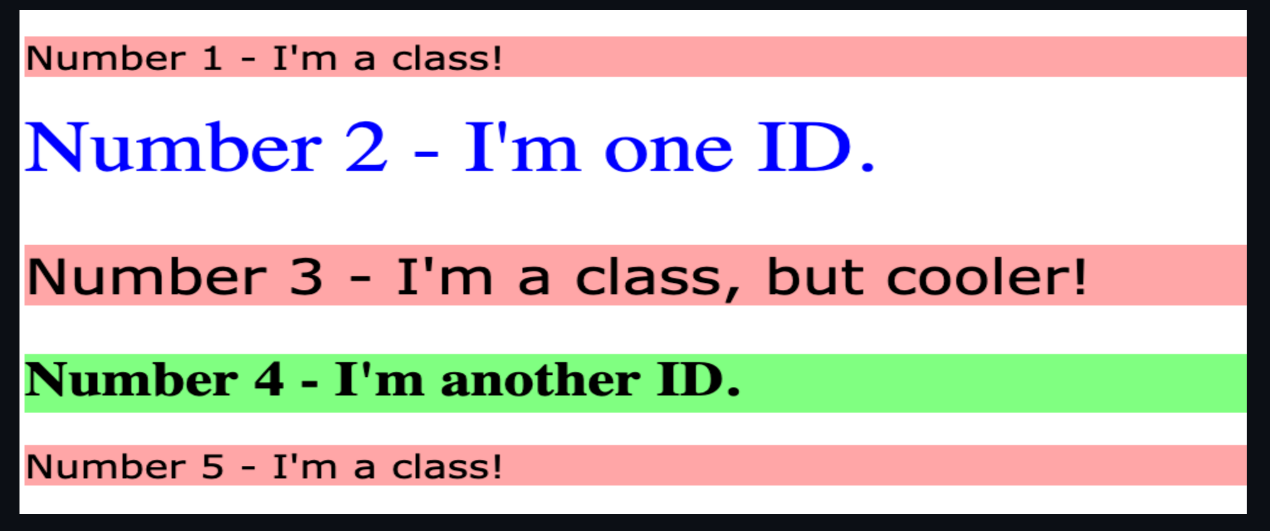 Number 1 - I'm a class!
Number 2 - I'm one ID.
Number 3 - I'm a class, but cooler!
Number 4 - I'm another ID.
Number 5 - I'm a class!